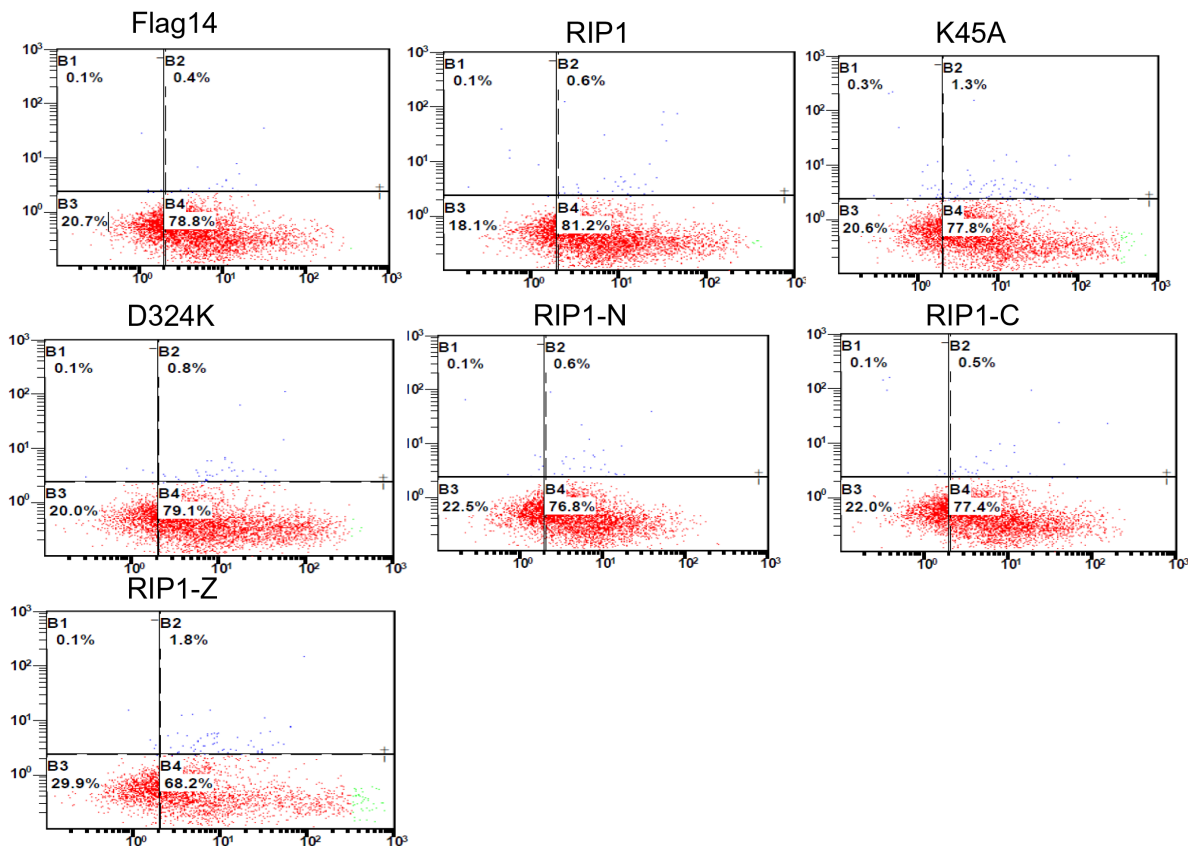 Flag14
RIP1
K45A
10³
B1
0.1%
B2
0.4%
10²
10¹
B3
20.7%
B4
78.8%
10⁰
10⁰ 10¹ 10² 10³
10³
B1
0.1%
B2
0.6%
10²
10¹
B3
18.1%
B4
81.2%
10⁰
10⁰ 10¹ 10² 10³
10³
B1
0.3%
B2
1.3%
10²
10¹
B3
20.6%
B4
77.8%
10⁰
10⁰ 10¹ 10² 10³
D324K
RIP1-N
RIP1-C
10³
B1
0.1%
B2
0.8%
10²
10¹
B3
20.0%
B4
79.1%
10⁰
10⁰ 10¹ 10² 10³
10³
B1
0.1%
B2
0.6%
10²
10¹
B3
22.5%
B4
76.8%
10⁰
10⁰ 10¹ 10² 10³
10³
B1
0.1%
B2
0.5%
10²
10¹
B3
22.0%
B4
77.4%
10⁰
10⁰ 10¹ 10² 10³
RIP1-Z
10³
B1
0.1%
B2
1.8%
10²
10¹
B3
29.9%
B4
68.2%
10⁰
10⁰ 10¹ 10² 10³